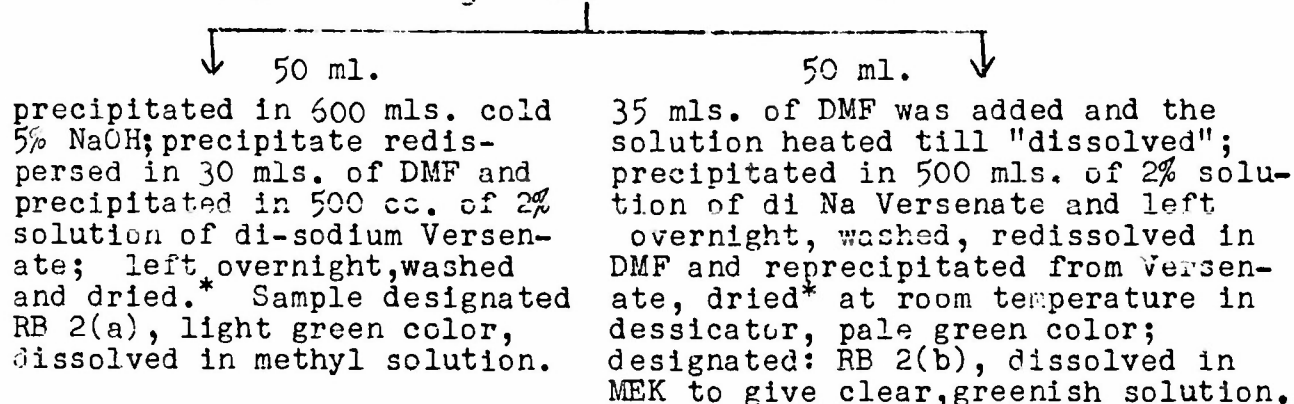 50 ml.
precipitated in 600 mls. cold
5% NaOH; precipitate redis-
persed in 30 mls. of DMF and
precipitated in 500 cc. of 2%
solution of di-sodium Versen-
ate; left overnight, washed
and dried.* Sample designated
RB 2(a), light green color,
dissolved in methyl solution.
50 ml.
35 mls. of DMF was added and the
solution heated till "dissolved";
precipitated in 500 mls. of 2% solu-
tion of di Na Versenate and left
overnight, washed, redissolved in
DMF and reprecipitated from Versen-
ate, dried* at room temperature in
dessicator, pale green color;
designated: RB 2(b), dissolved in
MEK to give clear, greenish solution.